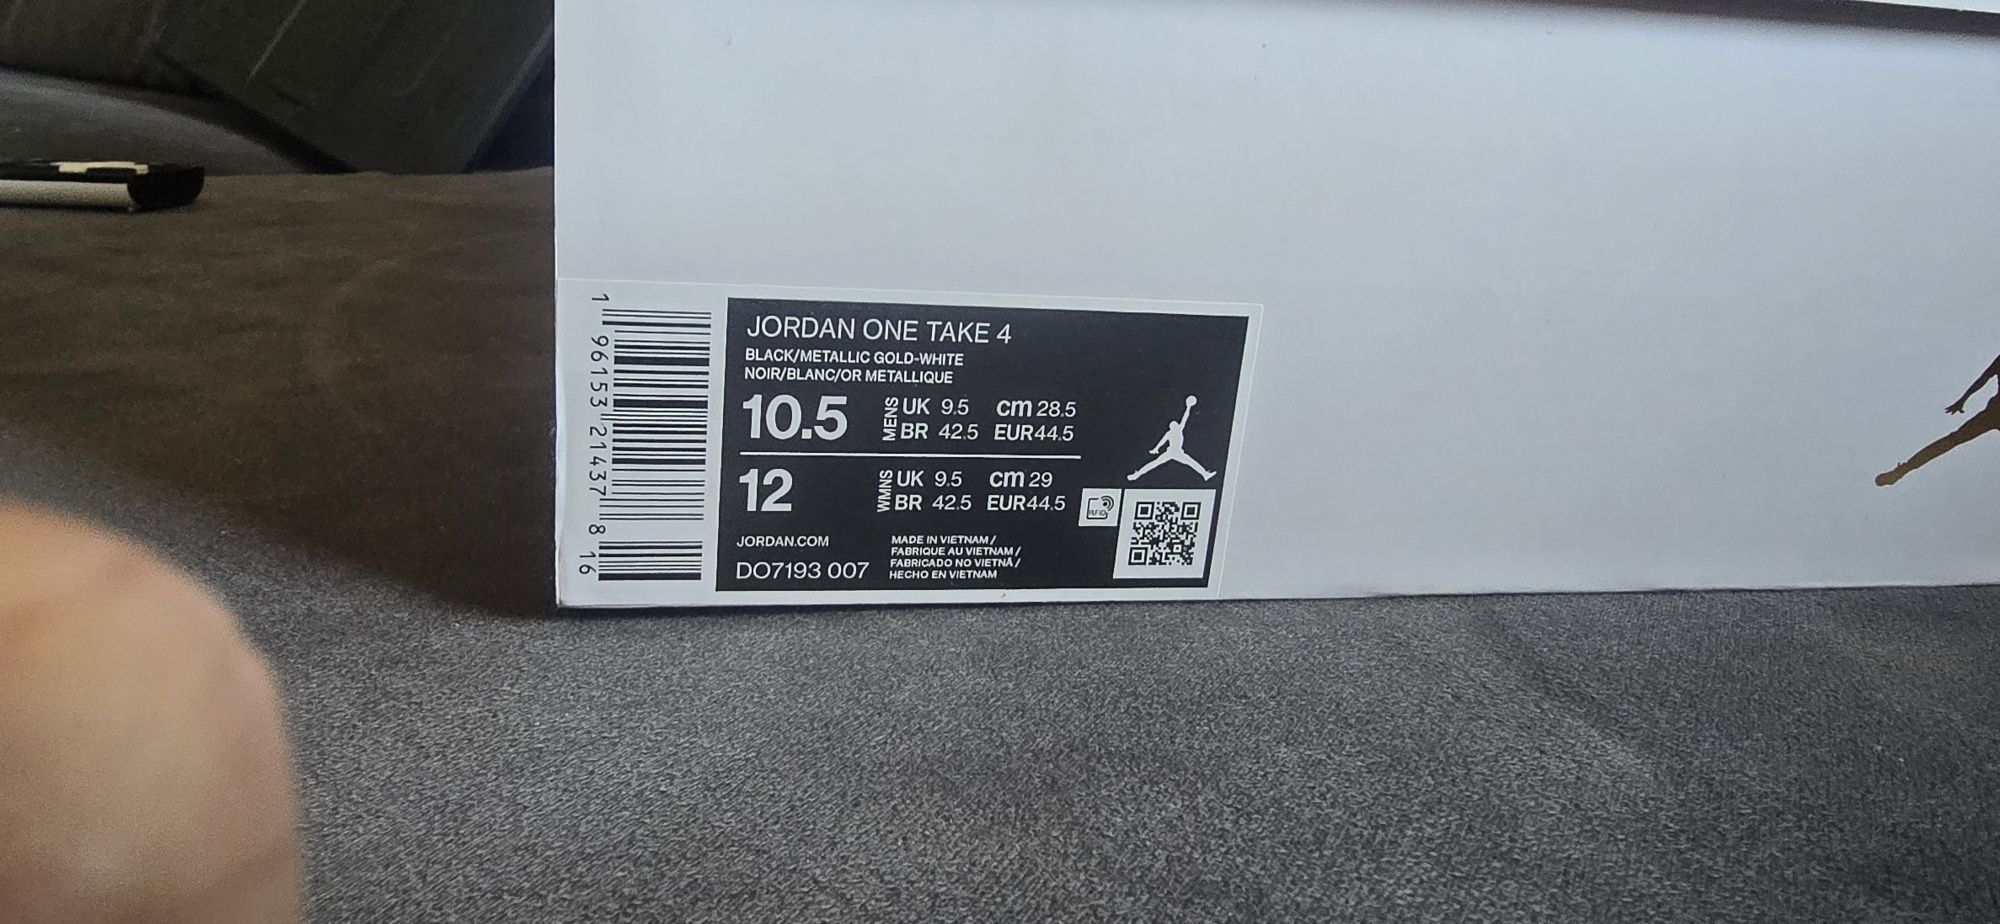 JORDAN ONE TAKE 4
BLACK/METALLIC GOLD-WHITE
NOIR/BLANC/OR METALLIQUE
10.5 MENS UK 9.5 cm 28.5
BR 42.5 EUR 44.5
12 WMNS UK 9.5 cm 29
BR 42.5 EUR 44.5
RFID
JORDAN.COM
DO7193 007
MADE IN VIETNAM /
FABRIQUE AU VIETNAM /
FABRICADO NO VIETNÃ /
HECHO EN VIETNAM
1 96153 21437 8 16